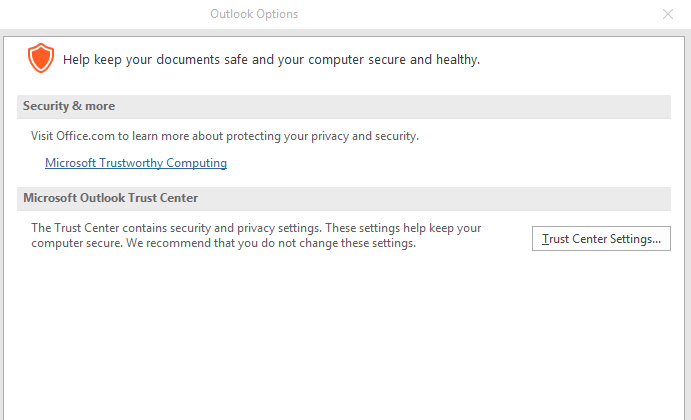 Outlook Options
Help keep your documents safe and your computer secure and healthy.
Security & more
Visit Office.com to learn more about protecting your privacy and security.
Microsoft Trustworthy Computing
Microsoft Outlook Trust Center
The Trust Center contains security and privacy settings. These settings help keep your
computer secure. We recommend that you do not change these settings.
Trust Center Settings...